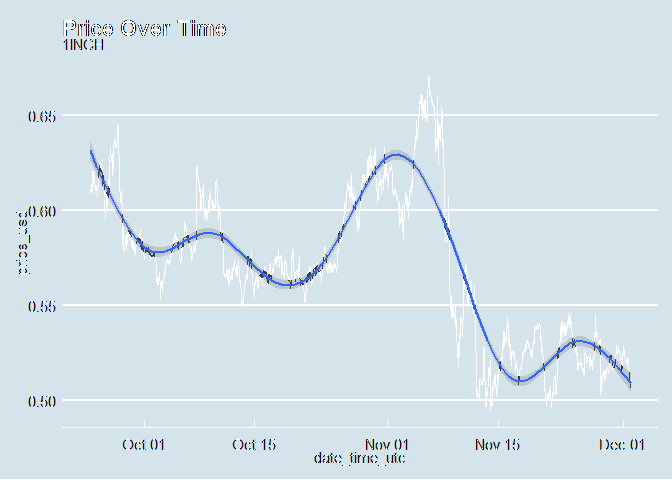 Price Over Time
1INCH
0.65
0.60
0.55
0.50
price_usd
Oct 01
Oct 15
Nov 01
Nov 15
Dec 01
date_time_utc